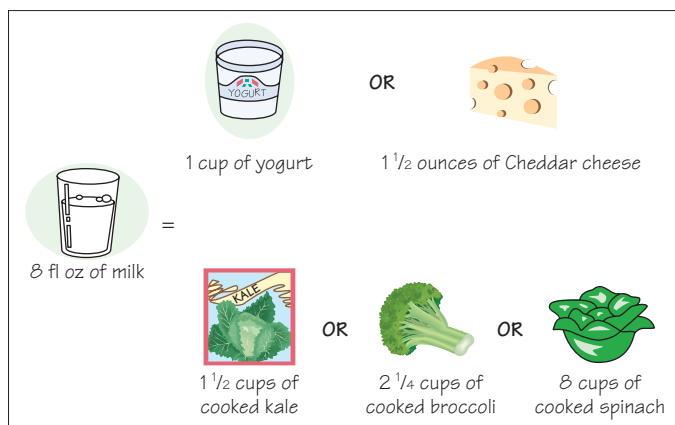 YOGURT
OR
1 cup of yogurt
1 1/2 ounces of Cheddar cheese
=
8 fl oz of milk
KALE
OR
OR
1 1/2 cups of
cooked kale
2 1/4 cups of
cooked broccoli
8 cups of
cooked spinach